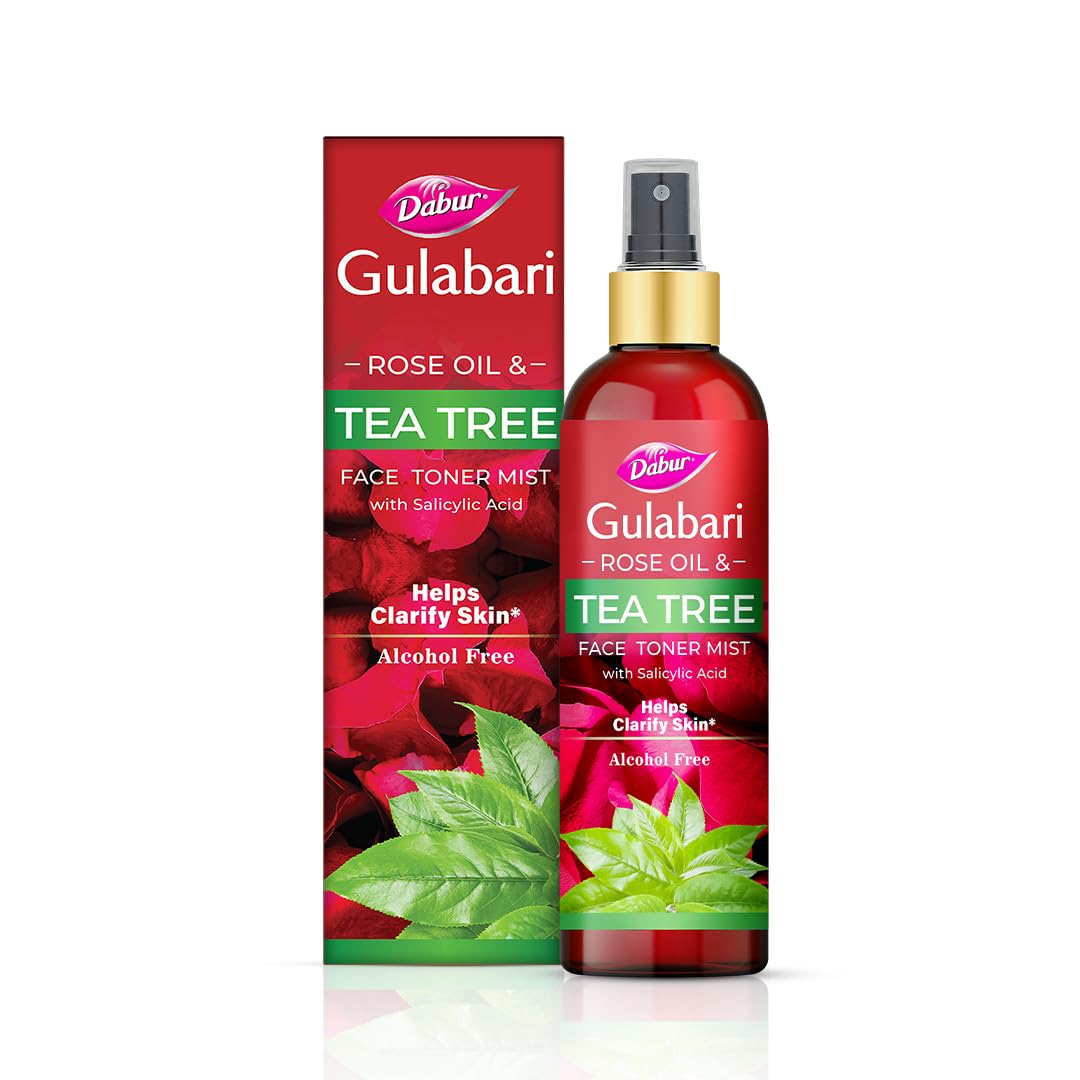 Dabur®
Gulabari
– ROSE OIL & –
TEA TREE
FACE TONER MIST
with Salicylic Acid
Helps
Clarify Skin*
Alcohol Free
Dabur®
Gulabari
– ROSE OIL & –
TEA TREE
FACE TONER MIST
with Salicylic Acid
Helps
Clarify Skin*
Alcohol Free